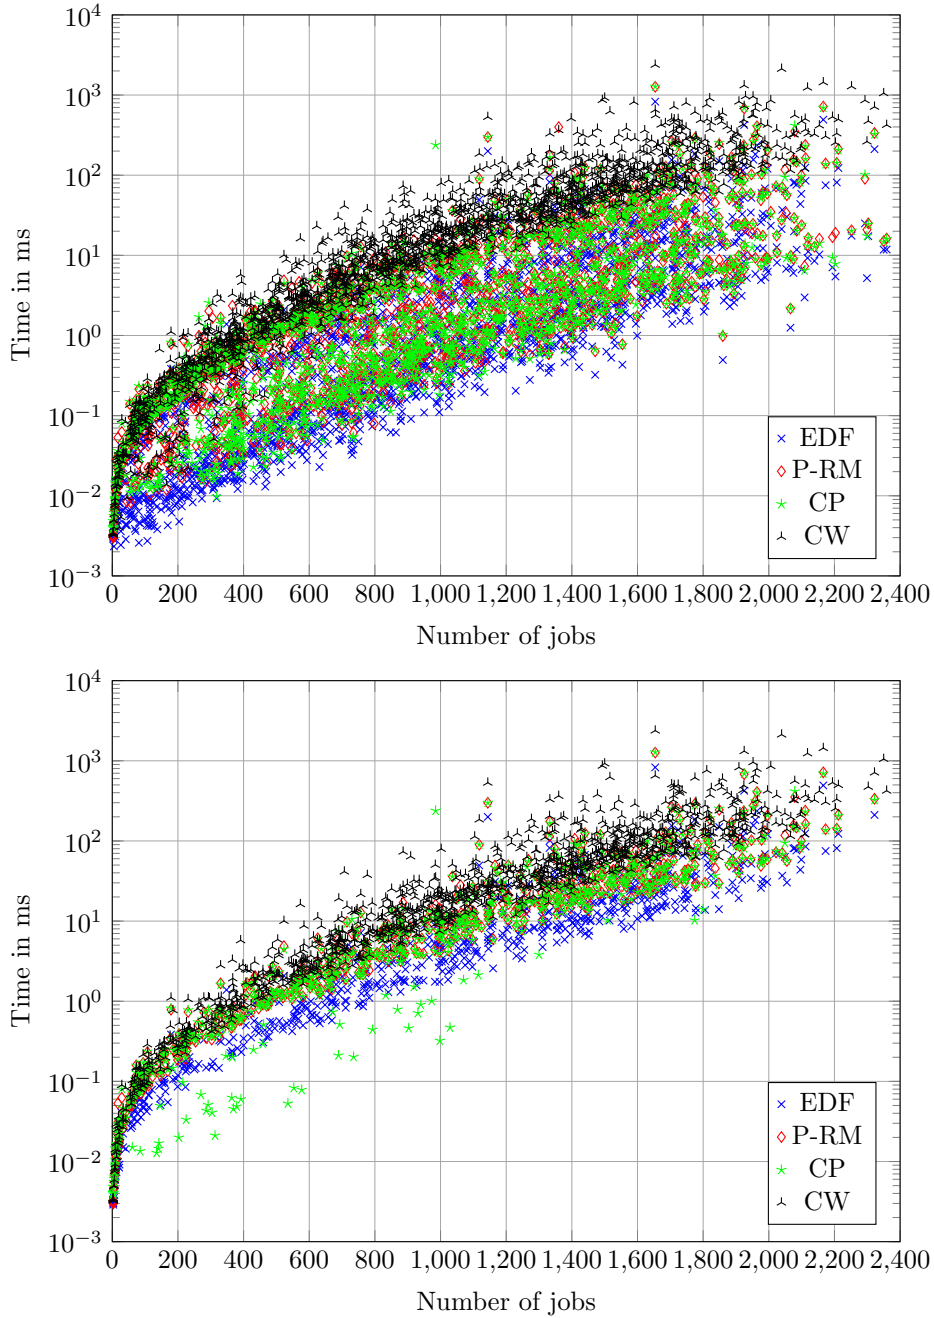 10^4
10^3
10^2
10^1
10^0
10^−1
10^−2
10^−3
Time in ms
EDF
P-RM
CP
CW
0 200 400 600 800 1,000 1,200 1,400 1,600 1,800 2,000 2,200 2,400
Number of jobs
10^4
10^3
10^2
10^1
10^0
10^−1
10^−2
10^−3
Time in ms
EDF
P-RM
CP
CW
0 200 400 600 800 1,000 1,200 1,400 1,600 1,800 2,000 2,200 2,400
Number of jobs